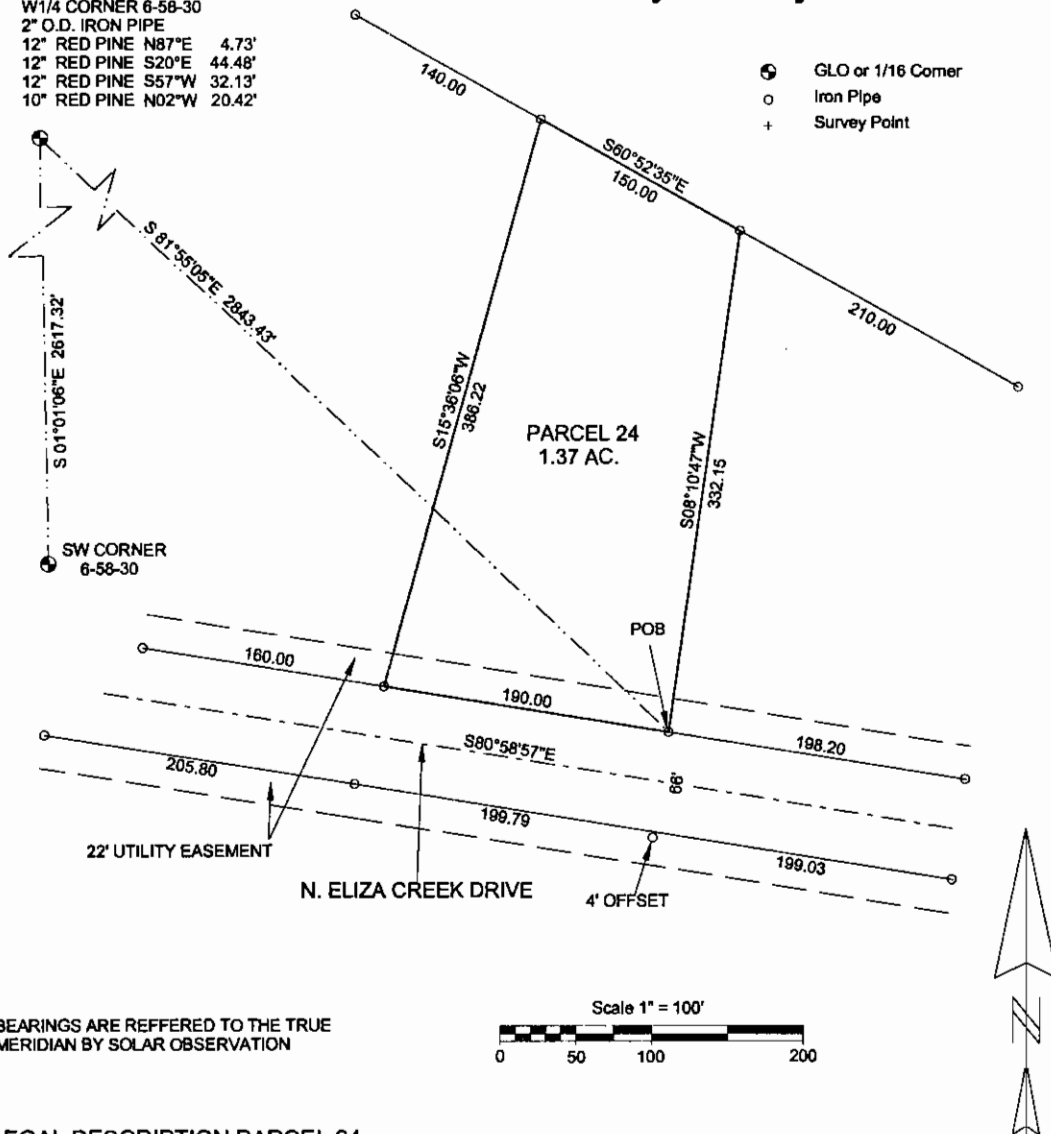 W1/4 CORNER 6-58-30
2" O.D. IRON PIPE
12" RED PINE N87°E 4.73'
12" RED PINE S20°E 44.48'
12" RED PINE S57°W 32.13'
10" RED PINE N02°W 20.42'
GLO or 1/16 Corner
Iron Pipe
Survey Point
140.00
S60°52'35"E
150.00
210.00
S 81°55'05"E 2843.43'
S 01°01'06"E 2617.32'
S15°36'06"W
386.22
PARCEL 24
1.37 AC.
S08°10'47"W
332.15
SW CORNER
6-58-30
POB
160.00
190.00
198.20
S80°58'57"E
66'
205.80
199.79
199.03
22' UTILITY EASEMENT
N. ELIZA CREEK DRIVE
4' OFFSET
BEARINGS ARE REFFERED TO THE TRUE
MERIDIAN BY SOLAR OBSERVATION
Scale 1" = 100'
0 50 100 200
N